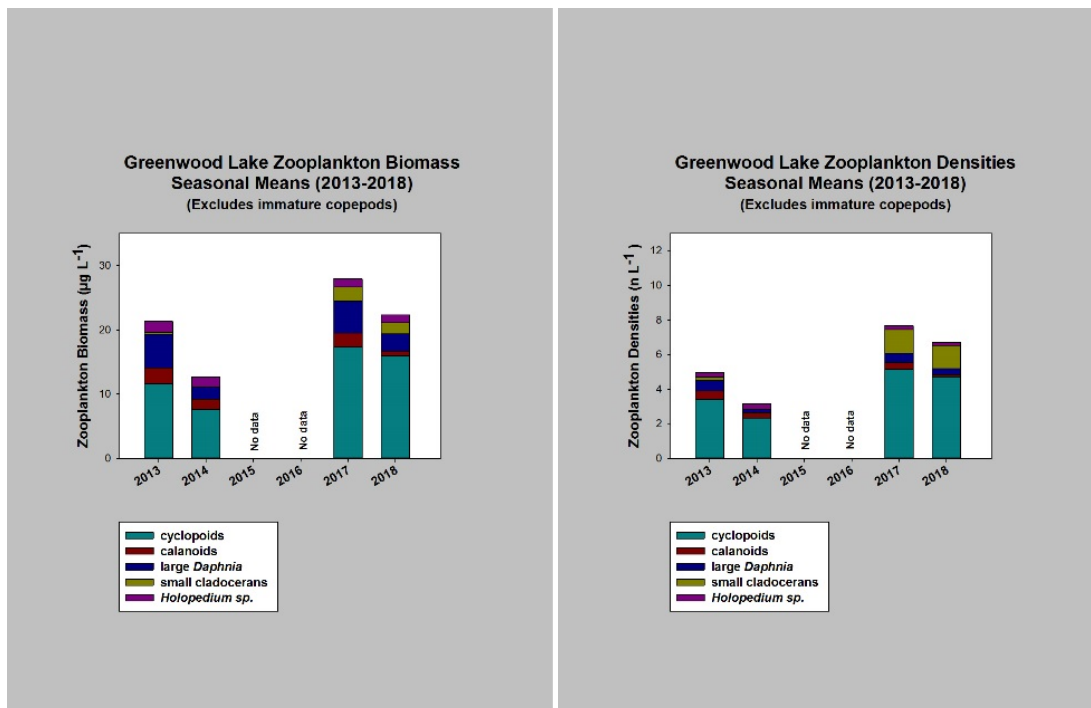 Greenwood Lake Zooplankton Biomass
Seasonal Means (2013-2018)
(Excludes immature copepods)
Zooplankton Biomass (µg L⁻¹)
30
20
10
0
No data
No data
2013
2014
2015
2016
2017
2018
cyclopoids
calanoids
large Daphnia
small cladocerans
Holopedium sp.
Greenwood Lake Zooplankton Densities
Seasonal Means (2013-2018)
(Excludes immature copepods)
Zooplankton Densities (n L⁻¹)
12
10
8
6
4
2
0
No data
No data
2013
2014
2015
2016
2017
2018
cyclopoids
calanoids
large Daphnia
small cladocerans
Holopedium sp.